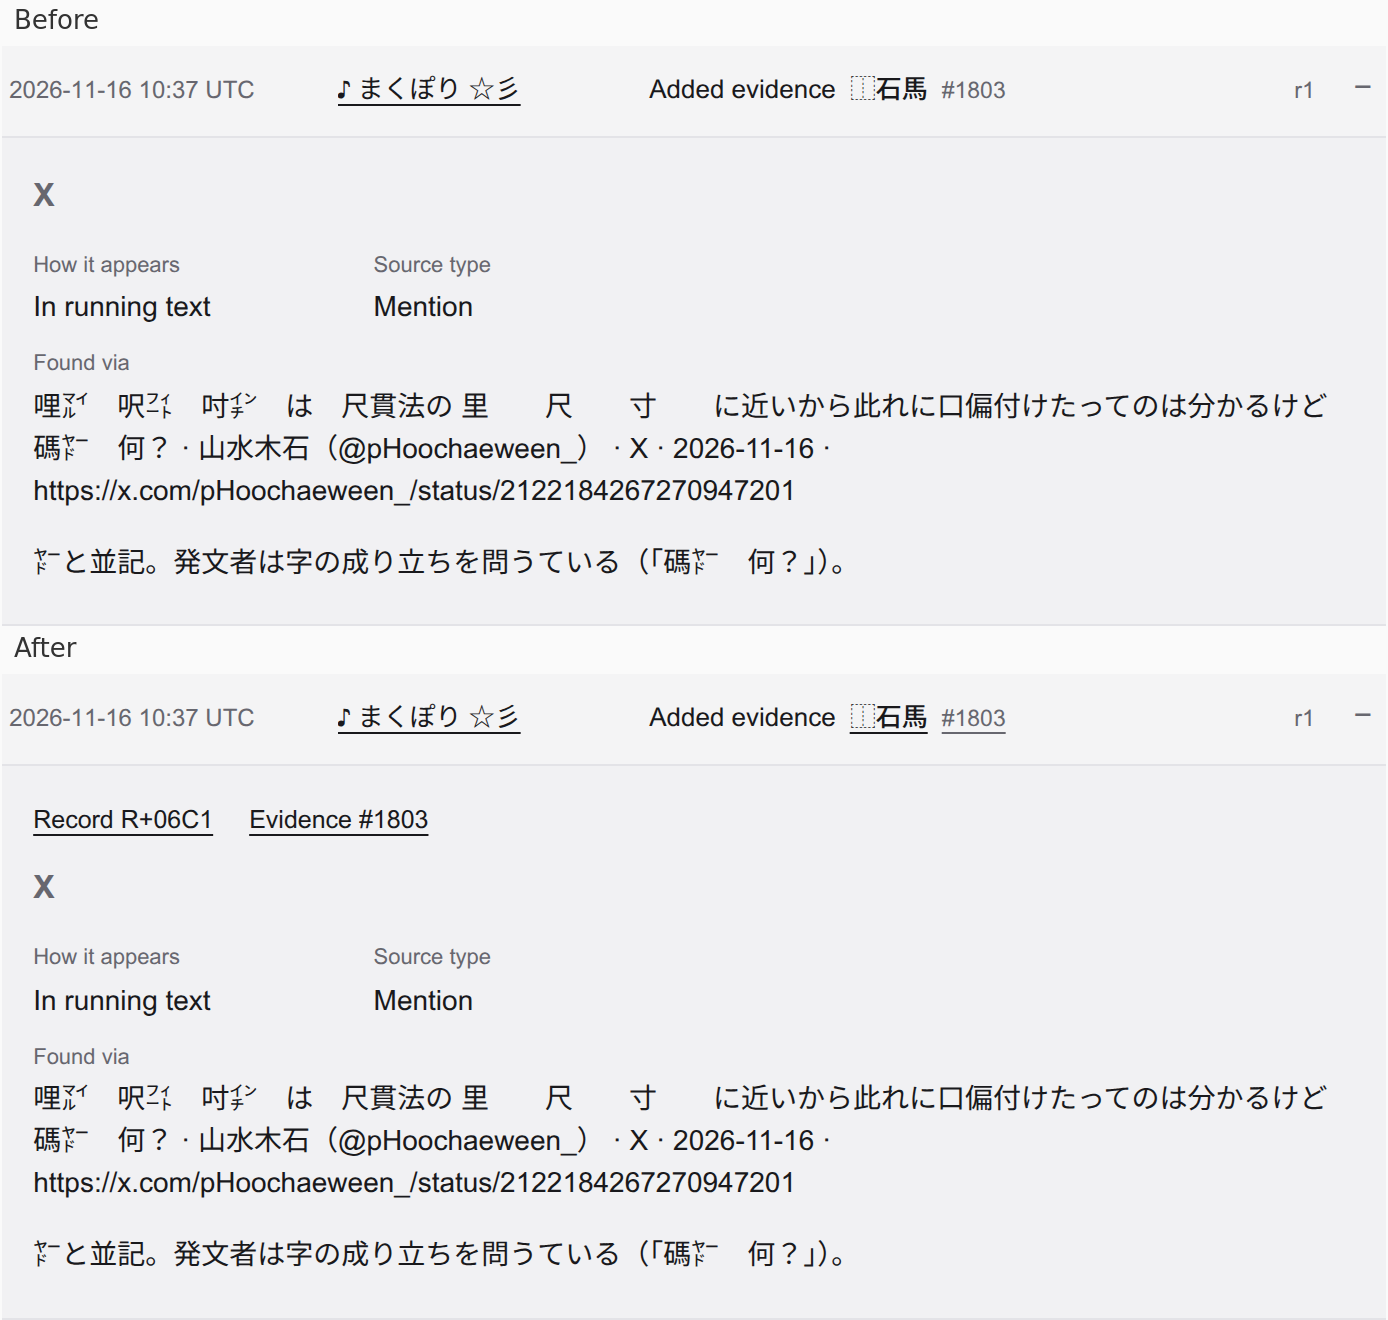 Before
2026-11-16 10:37 UTC ♪ まくぽり ☆彡 Added evidence ⿰石馬 #1803 r1 −
X
How it appears Source type
In running text Mention
Found via
哩㍄　呎㌳　吋㌅　は　尺貫法の 里　　尺　　寸　　に近いから此れに口偏付けたってのは分かるけど
碼㍎　何？ · 山水木石（@pHoochaeween_） · X · 2026-11-16 ·
https://x.com/pHoochaeween_/status/2122184267270947201
㍎と並記。発文者は字の成り立ちを問うている（｢碼㍎　何？｣）。
After
2026-11-16 10:37 UTC ♪ まくぽり ☆彡 Added evidence ⿰石馬 #1803 r1 −
Record R+06C1 Evidence #1803
X
How it appears Source type
In running text Mention
Found via
哩㍄　呎㌳　吋㌅　は　尺貫法の 里　　尺　　寸　　に近いから此れに口偏付けたってのは分かるけど
碼㍎　何？ · 山水木石（@pHoochaeween_） · X · 2026-11-16 ·
https://x.com/pHoochaeween_/status/2122184267270947201
㍎と並記。発文者は字の成り立ちを問うている（｢碼㍎　何？｣）。